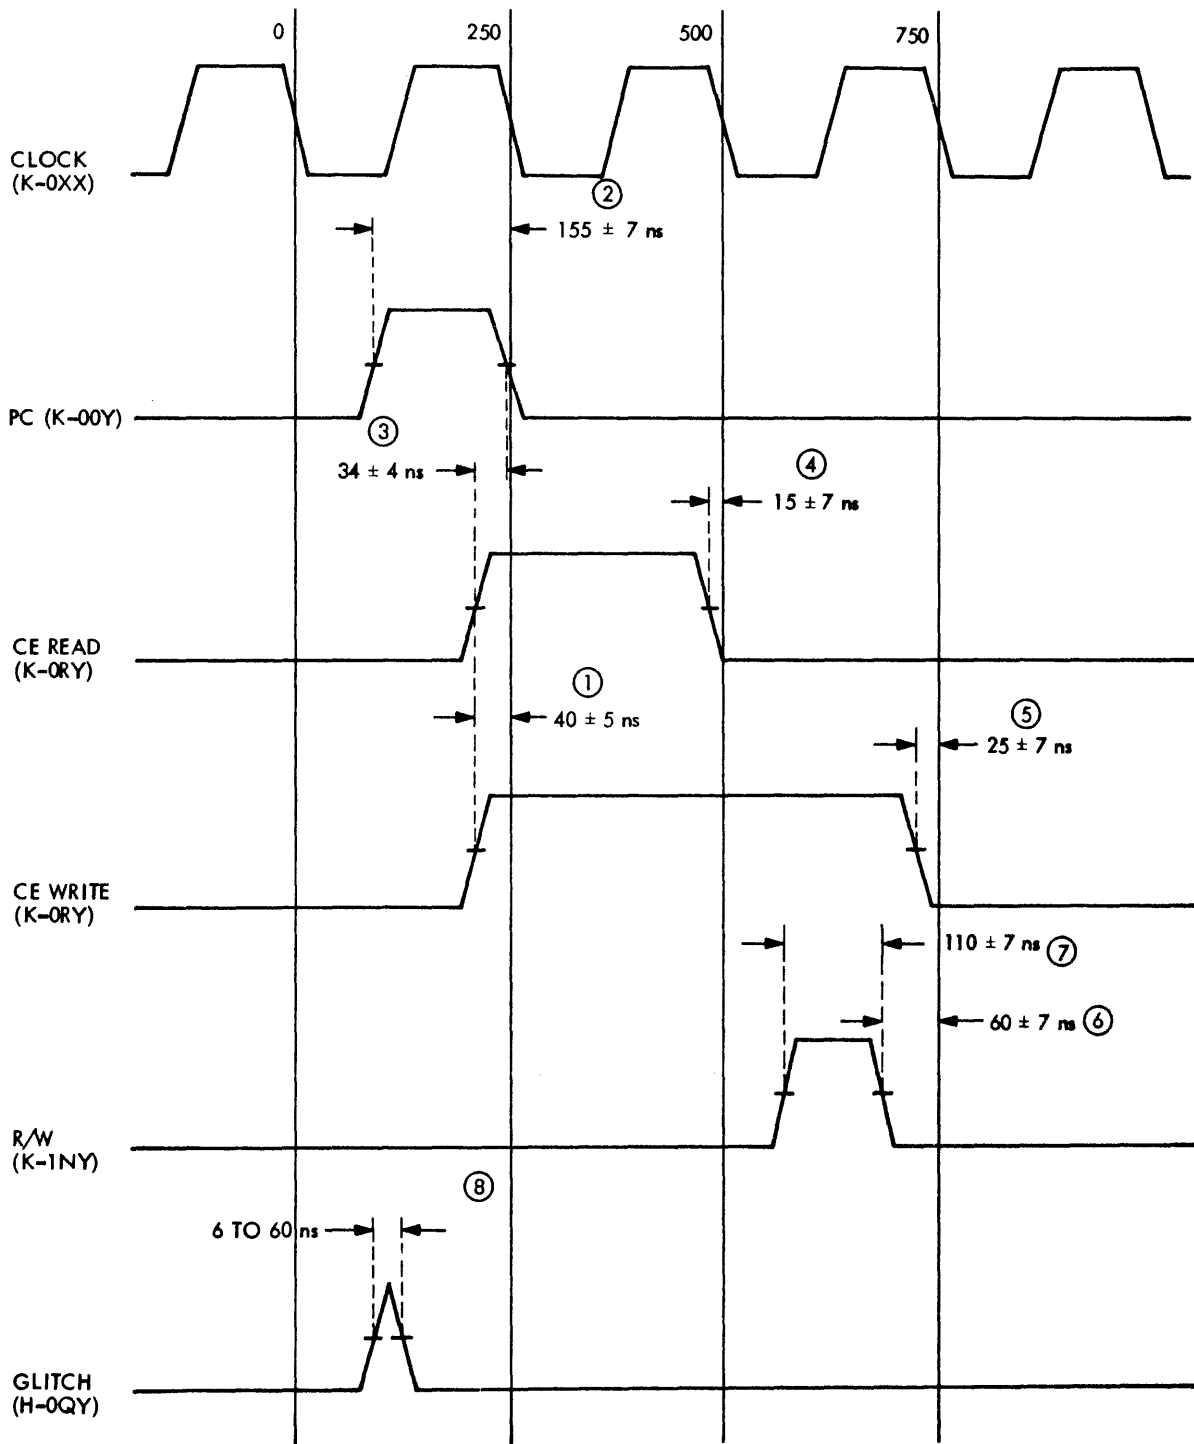 0
250
500
750
CLOCK
(K-0XX)
②
155 ± 7 ns
PC (K-00Y)
③
34 ± 4 ns
④
15 ± 7 ns
CE READ
(K-0RY)
①
40 ± 5 ns
⑤
25 ± 7 ns
CE WRITE
(K-0RY)
110 ± 7 ns ⑦
60 ± 7 ns ⑥
R/W
(K-1NY)
⑧
6 TO 60 ns
GLITCH
(H-0QY)